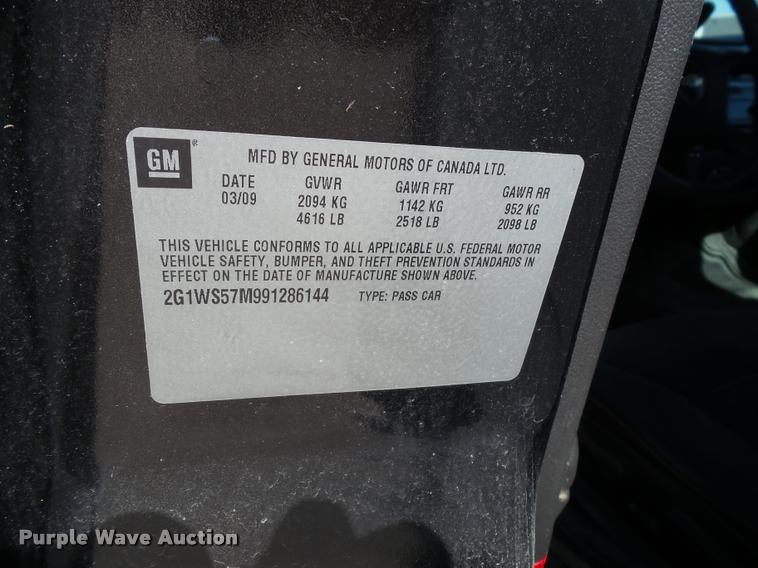 GM ® MFD BY GENERAL MOTORS OF CANADA LTD.
DATE GVWR GAWR FRT GAWR RR
03/09 2094 KG 1142 KG 952 KG
4616 LB 2518 LB 2098 LB
THIS VEHICLE CONFORMS TO ALL APPLICABLE U.S. FEDERAL MOTOR
VEHICLE SAFETY, BUMPER, AND THEFT PREVENTION STANDARDS IN
EFFECT ON THE DATE OF MANUFACTURE SHOWN ABOVE.
2G1WS57M991286144 TYPE: PASS CAR
Purple Wave Auction